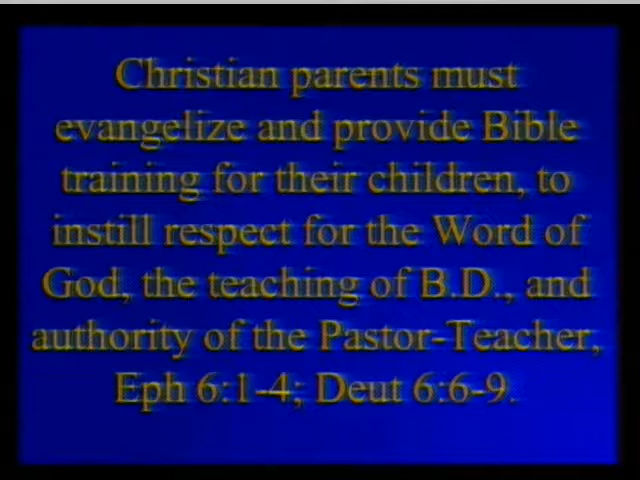 Christian parents must
evangelize and provide Bible
training for their children, to
instill respect for the Word of
God, the teaching of B.D., and
authority of the Pastor-Teacher,
Eph 6:1-4; Deut 6:6-9.